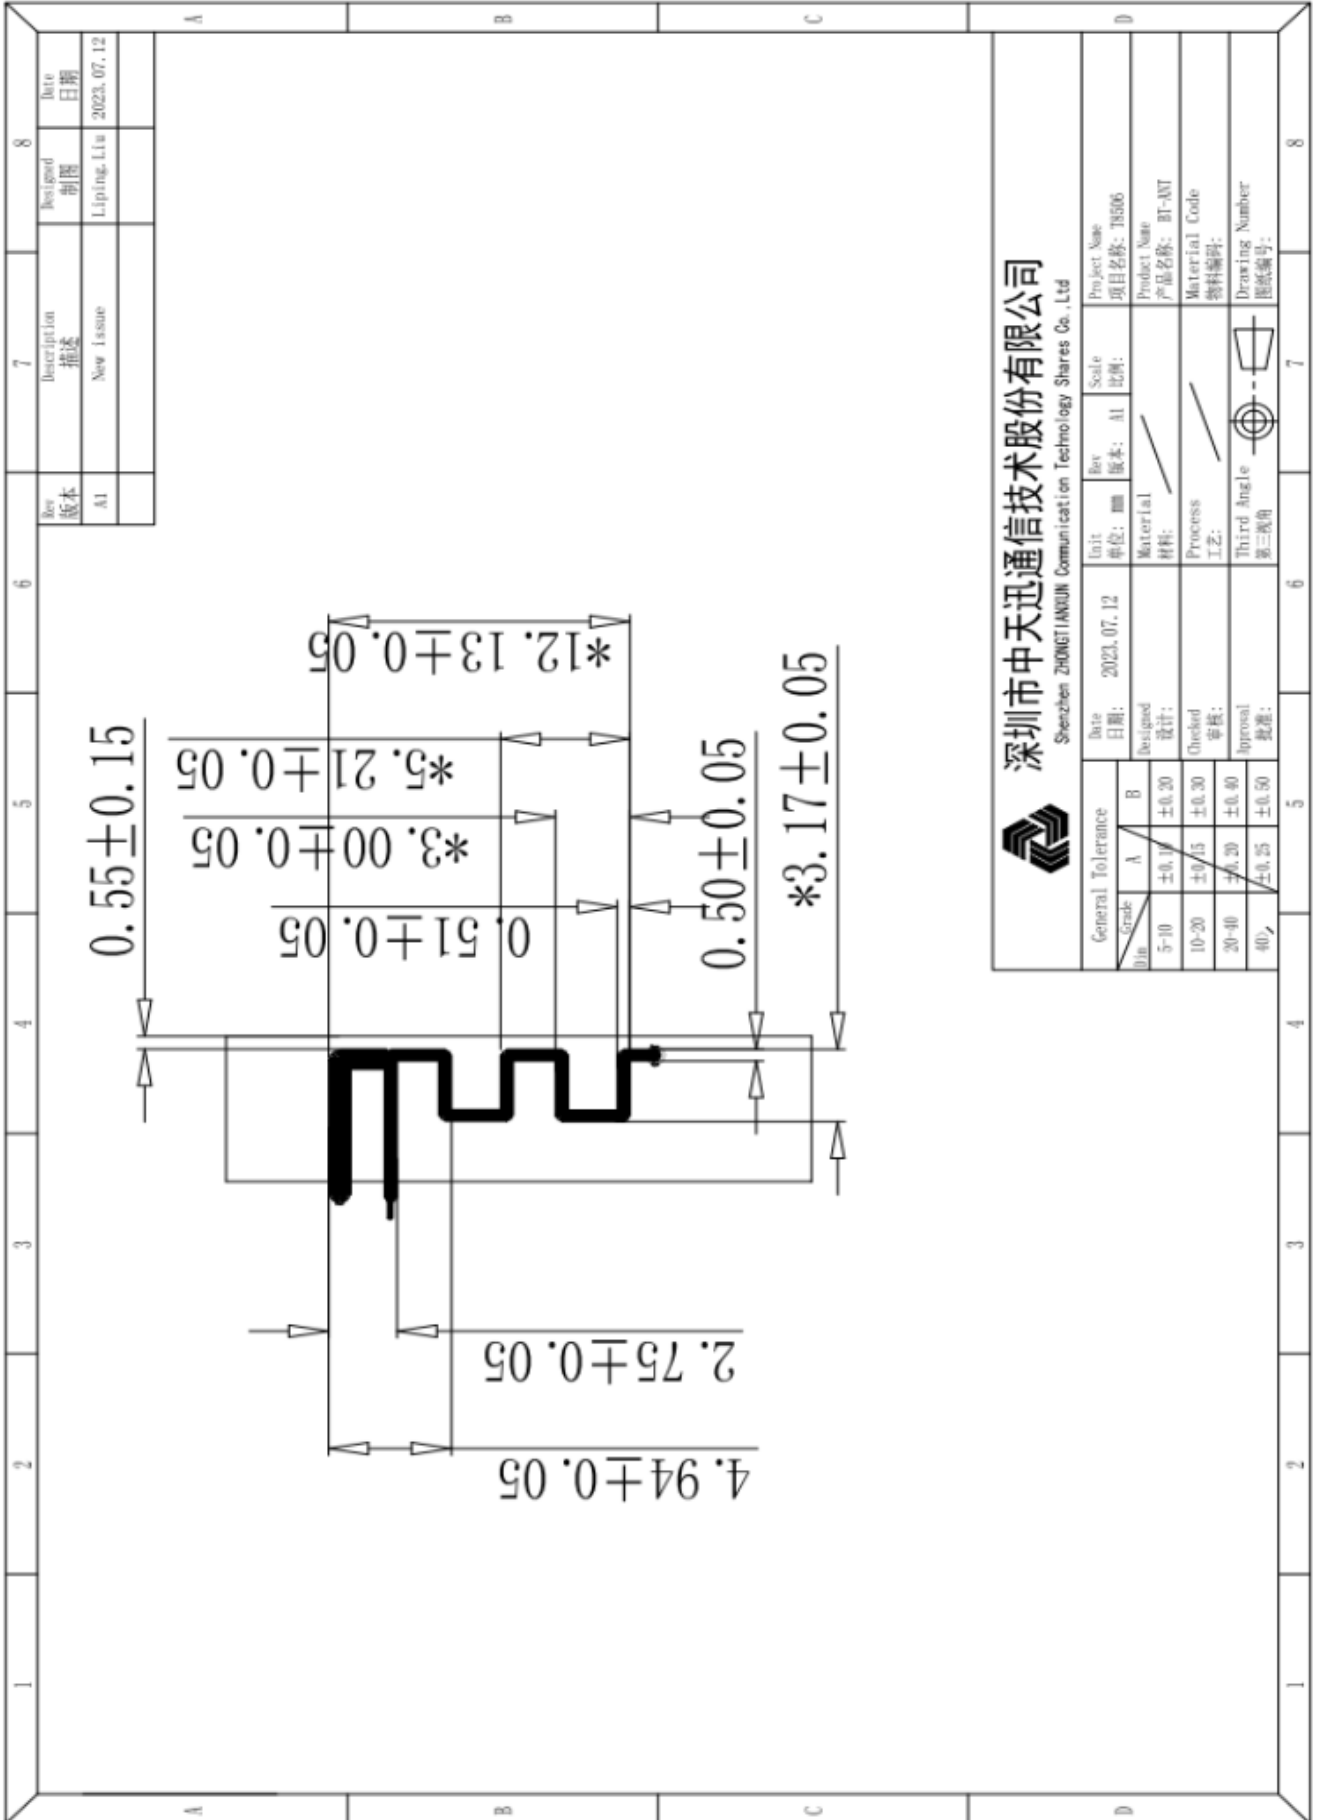 1 2 3 4 5 6 7 8
A
B
C
D
Rev Description Designed Date
版本 描述 制图 日期
A1 New issue Liping.Liu 2023.07.12
0.55±0.15
*12.13±0.05
*5.21±0.05
*3.00±0.05
0.51±0.05
0.50±0.05
*3.17±0.05
2.75±0.05
4.94±0.05
深圳市中天迅通信技术股份有限公司
Shenzhen ZHONGTIANXUN Communication Technology Shares Co.,Ltd
General Tolerance
Grade
Dim
A B
5-10 ±0.10 ±0.20
10-20 ±0.15 ±0.30
20-40 ±0.20 ±0.40
40> ±0.25 ±0.50
Date
日期: 2023.07.12
Designed
设计:
Checked
审核:
Approval
批准:
Unit
单位: mm
Rev
版本: A1
Scale
比例:
Material
材料:
Process
工艺:
Third Angle
第三视角
Project Name
项目名称:
Product Name
产品名称: BT-ANT
Material Code
物料编码:
Drawing Number
图纸编号:
A
B
C
D
1 2 3 4 5 6 7 8